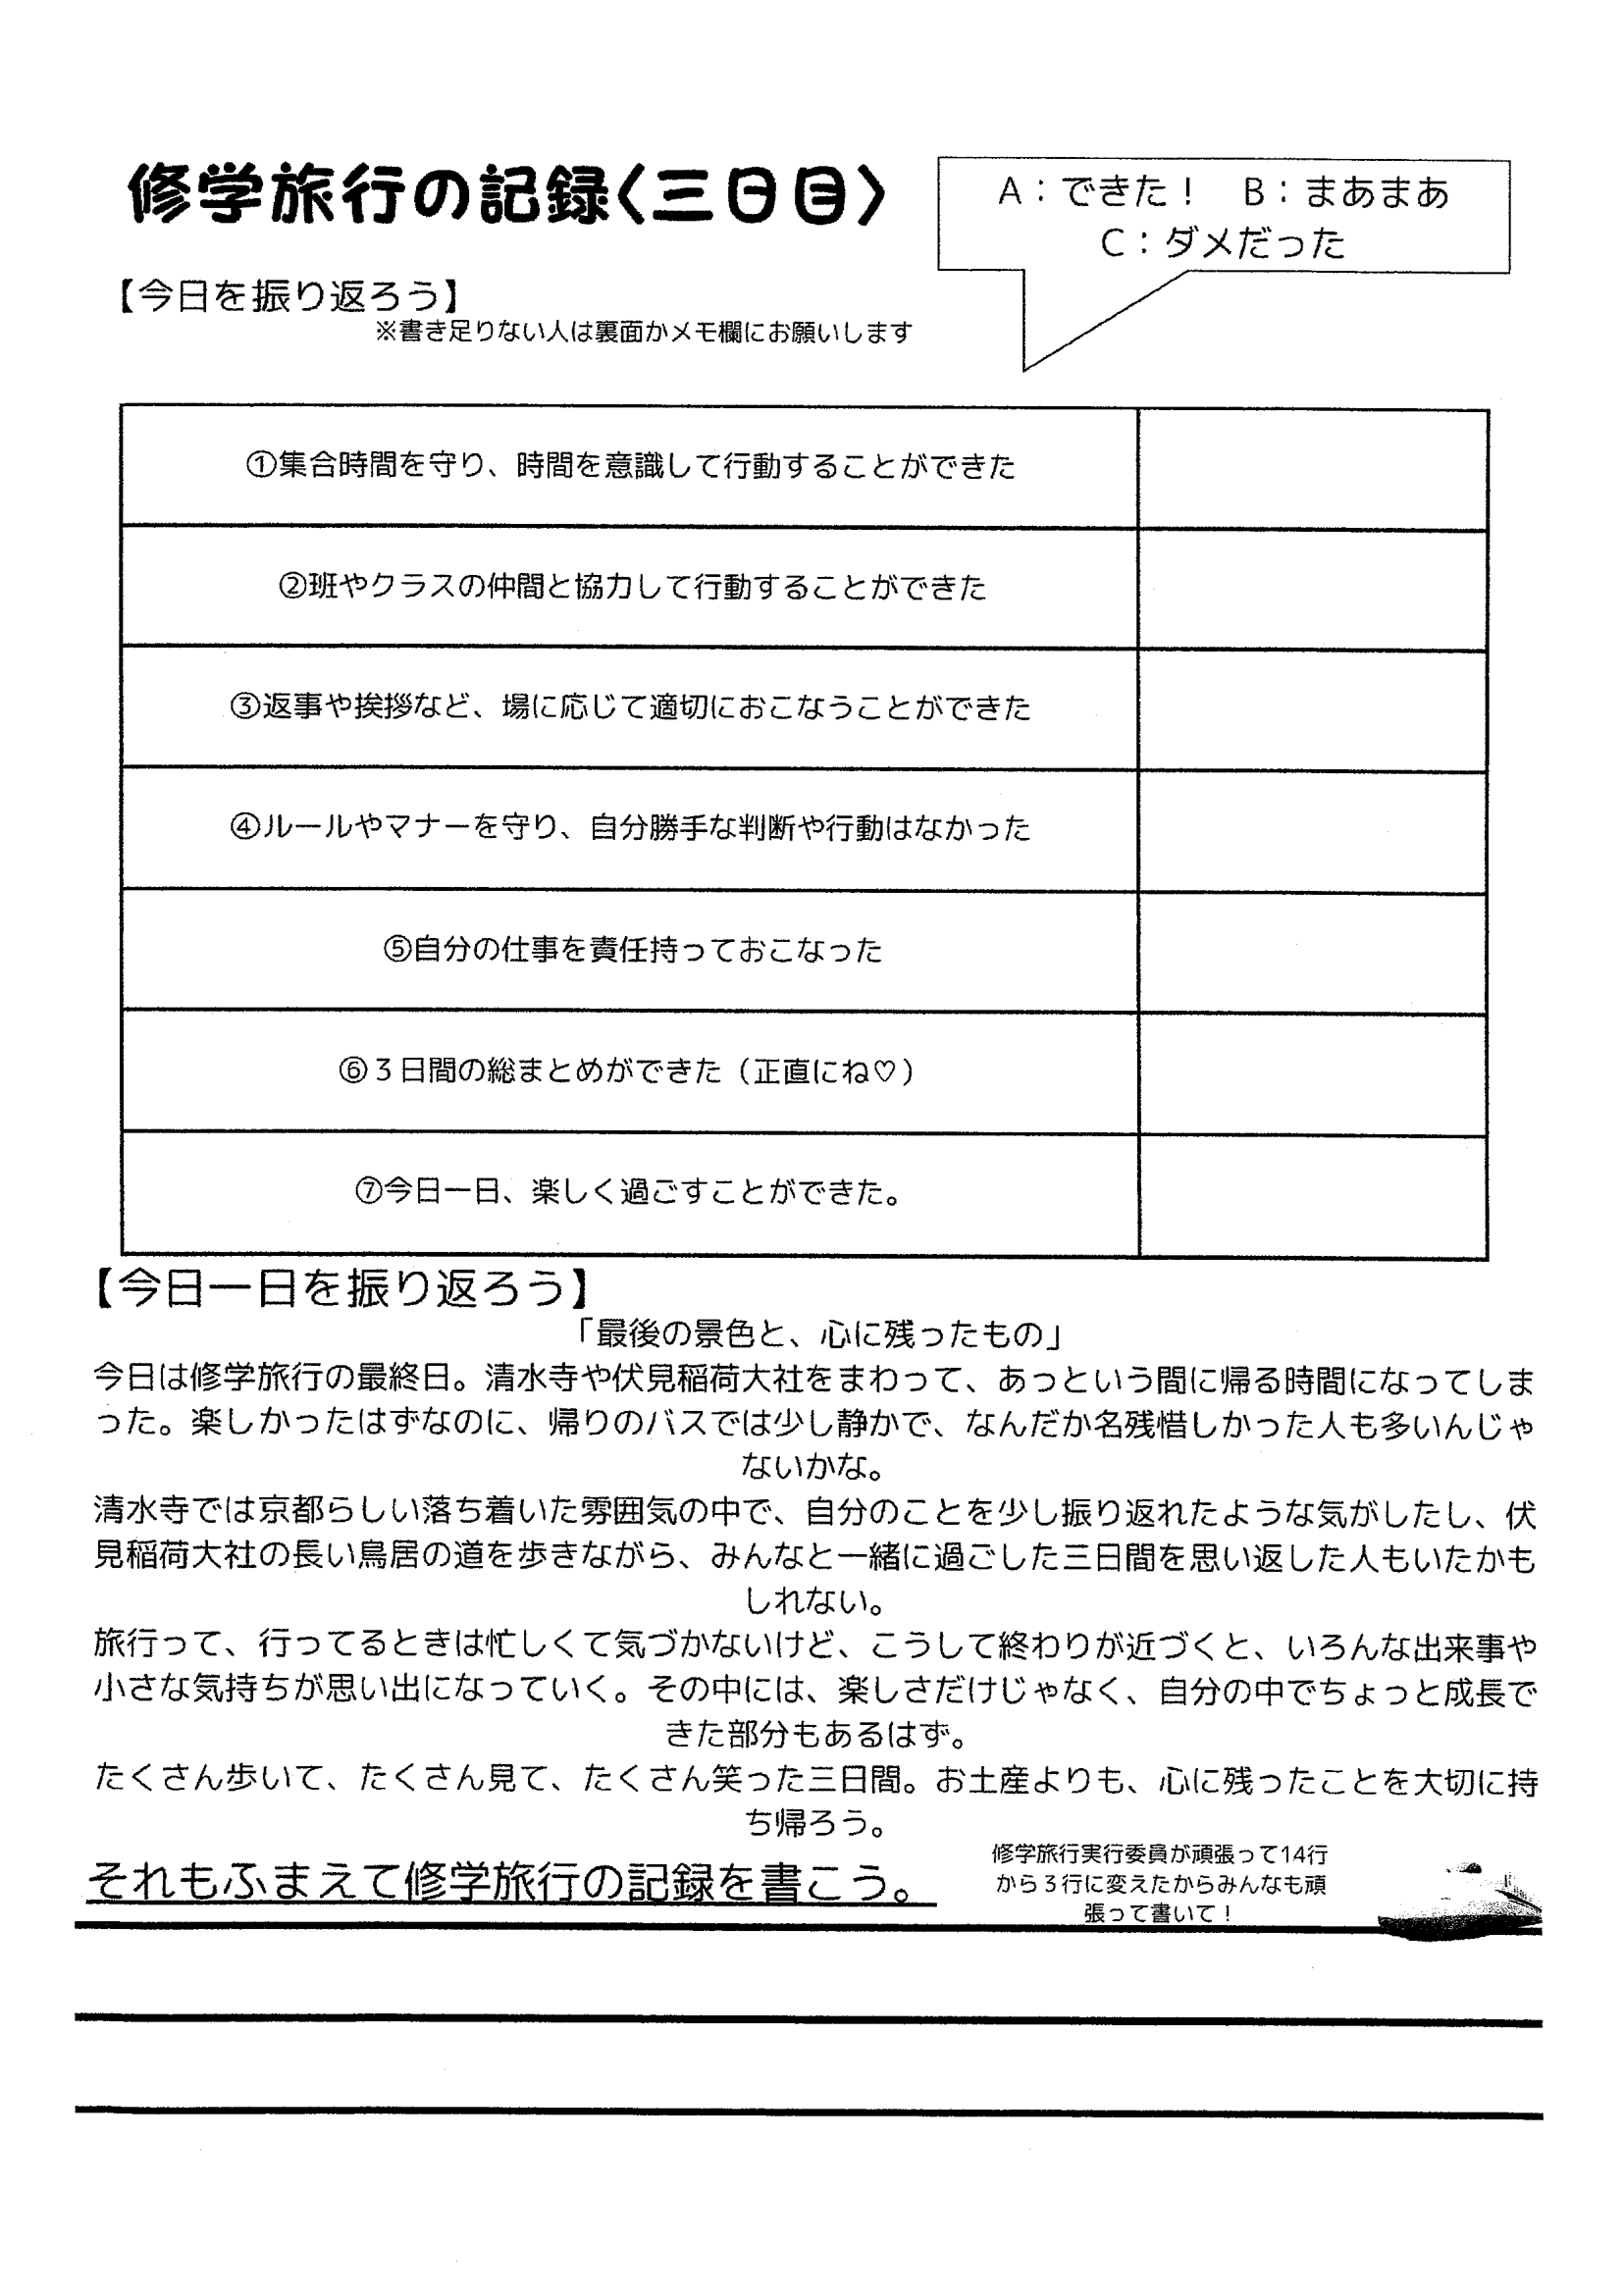 修学旅行の記録〈三日目〉
A：できた！　B：まあまあ
C：ダメだった
【今日を振り返ろう】
※書き足りない人は裏面かメモ欄にお願いします
①集合時間を守り、時間を意識して行動することができた
②班やクラスの仲間と協力して行動することができた
③返事や挨拶など、場に応じて適切におこなうことができた
④ルールやマナーを守り、自分勝手な判断や行動はなかった
⑤自分の仕事を責任持っておこなった
⑥３日間の総まとめができた（正直にね♡）
⑦今日一日、楽しく過ごすことができた。
【今日一日を振り返ろう】
「最後の景色と、心に残ったもの」
今日は修学旅行の最終日。清水寺や伏見稲荷大社をまわって、あっという間に帰る時間になってしま
った。楽しかったはずなのに、帰りのバスでは少し静かで、なんだか名残惜しかった人も多いんじゃ
ないかな。
清水寺では京都らしい落ち着いた雰囲気の中で、自分のことを少し振り返れたような気がしたし、伏
見稲荷大社の長い鳥居の道を歩きながら、みんなと一緒に過ごした三日間を思い返した人もいたかも
しれない。
旅行って、行ってるときは忙しくて気づかないけど、こうして終わりが近づくと、いろんな出来事や
小さな気持ちが思い出になっていく。その中には、楽しさだけじゃなく、自分の中でちょっと成長で
きた部分もあるはず。
たくさん歩いて、たくさん見て、たくさん笑った三日間。お土産よりも、心に残ったことを大切に持
ち帰ろう。
それもふまえて修学旅行の記録を書こう。
修学旅行実行委員が頑張って14行
から３行に変えたからみんなも頑
張って書いて！